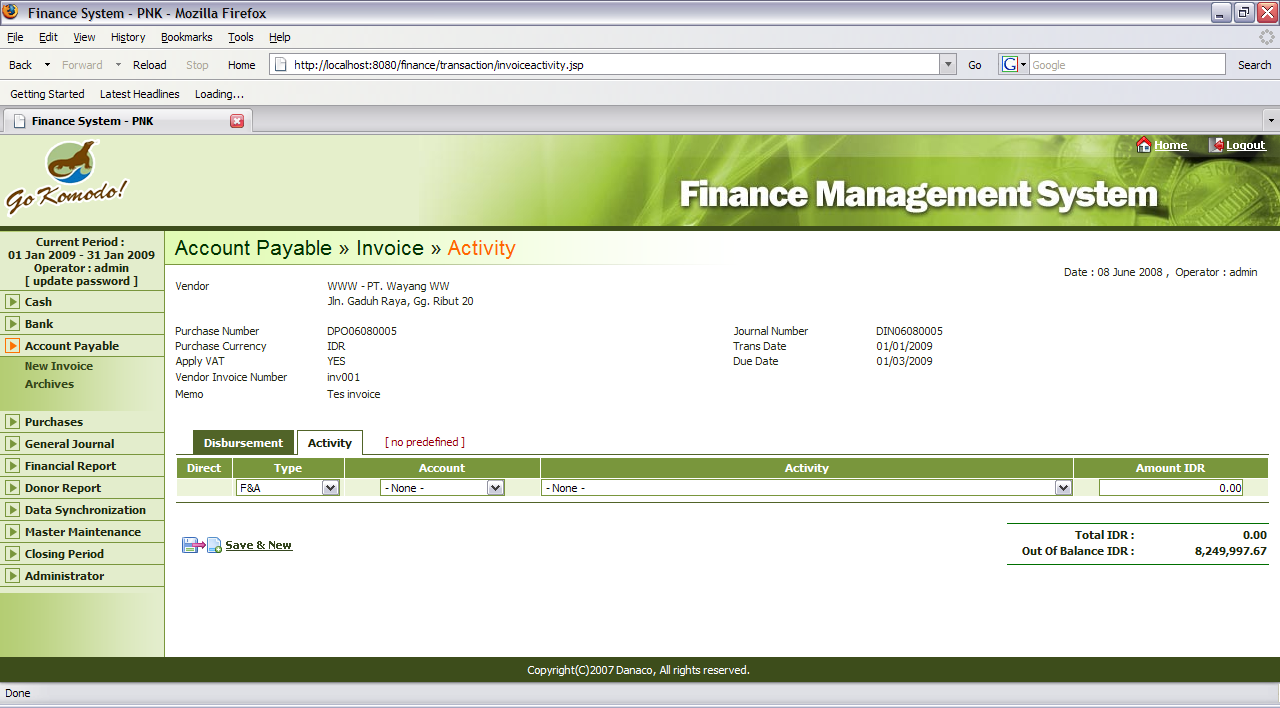 Finance System - PNK - Mozilla Firefox
File Edit View History Bookmarks Tools Help
Back Forward Reload Stop Home http://localhost:8080/finance/transaction/invoiceactivity.jsp Go G Google Search
Getting Started Latest Headlines Loading...
Finance System - PNK
Go Komodo!
Home Logout
Finance Management System
Current Period :
01 Jan 2009 - 31 Jan 2009
Operator : admin
[ update password ]
Cash
Bank
Account Payable
New Invoice
Archives
Purchases
General Journal
Financial Report
Donor Report
Data Synchronization
Master Maintenance
Closing Period
Administrator
Account Payable » Invoice » Activity
Date : 08 June 2008 , Operator : admin
Vendor WWW - PT. Wayang WW
Jln. Gaduh Raya, Gg. Ribut 20
Purchase Number DPO06080005 Journal Number DIN06080005
Purchase Currency IDR Trans Date 01/01/2009
Apply VAT YES Due Date 01/03/2009
Vendor Invoice Number inv001
Memo Tes invoice
Disbursement Activity [ no predefined ]
Direct Type Account Activity Amount IDR
F&A - None - - None - 0.00
Save & New
Total IDR : 0.00
Out Of Balance IDR : 8,249,997.67
Copyright(C)2007 Danaco, All rights reserved.
Done